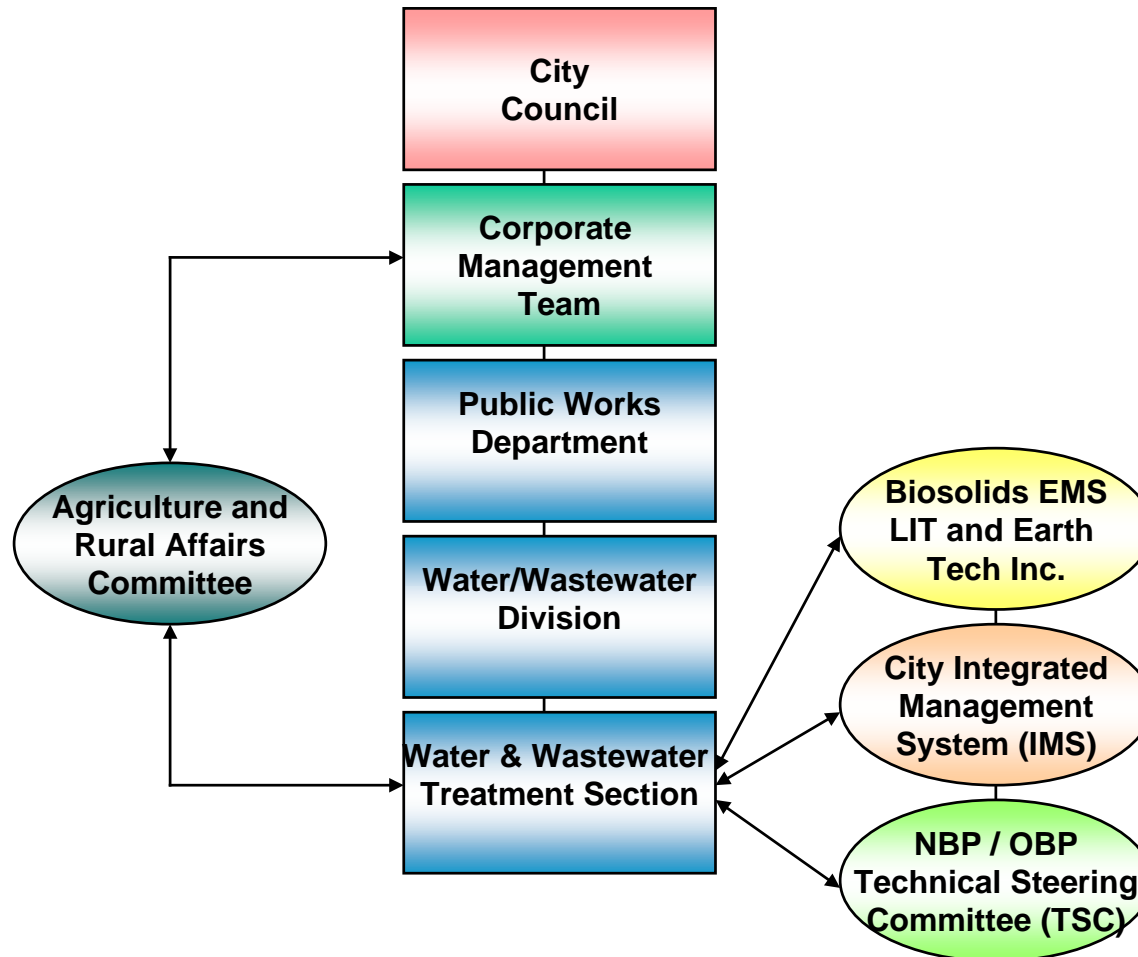 City
Council
Corporate
Management
Team
Public Works
Department
Agriculture and
Rural Affairs
Committee
Water/Wastewater
Division
Water & Wastewater
Treatment Section
Biosolids EMS
LIT and Earth
Tech Inc.
City Integrated
Management
System (IMS)
NBP / OBP
Technical Steering
Committee (TSC)